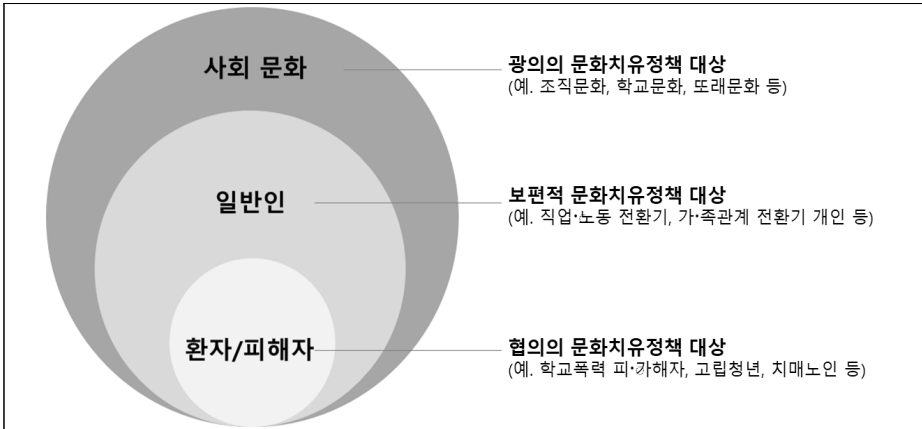 사회 문화
광의의 문화치유정책 대상
(예. 조직문화, 학교문화, 또래문화 등)
일반인
보편적 문화치유정책 대상
(예. 직업·노동 전환기, 가·족관계 전환기 개인 등)
환자/피해자
협의의 문화치유정책 대상
(예. 학교폭력 피·가해자, 고립청년, 치매노인 등)